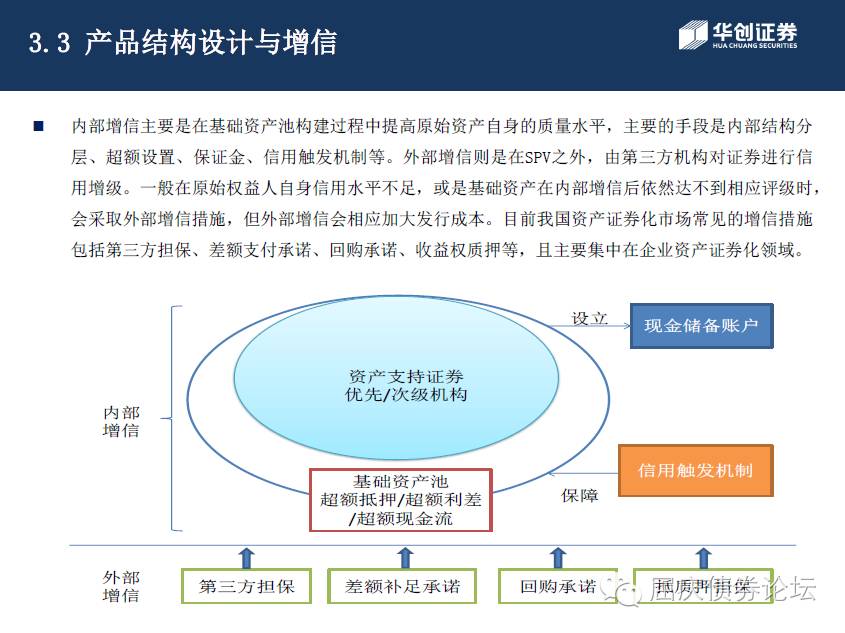 3.3 产品结构设计与增信
华创证券
HUA CHUANG SECURITIES
内部增信主要是在基础资产池构建过程中提高原始资产自身的质量水平，主要的手段是内部结构分
层、超额设置、保证金、信用触发机制等。外部增信则是在SPV之外，由第三方机构对证券进行信
用增级。一般在原始权益人自身信用水平不足，或是基础资产在内部增信后依然达不到相应评级时，
会采取外部增信措施，但外部增信会相应加大发行成本。目前我国资产证券化市场常见的增信措施
包括第三方担保、差额支付承诺、回购承诺、收益权质押等，且主要集中在企业资产证券化领域。
设立
现金储备账户
资产支持证券
优先/次级机构
内部
增信
信用触发机制
保障
基础资产池
超额抵押/超额利差
/超额现金流
外部
增信
第三方担保
差额补足承诺
回购承诺
抵质押担保
屈庆债券论坛